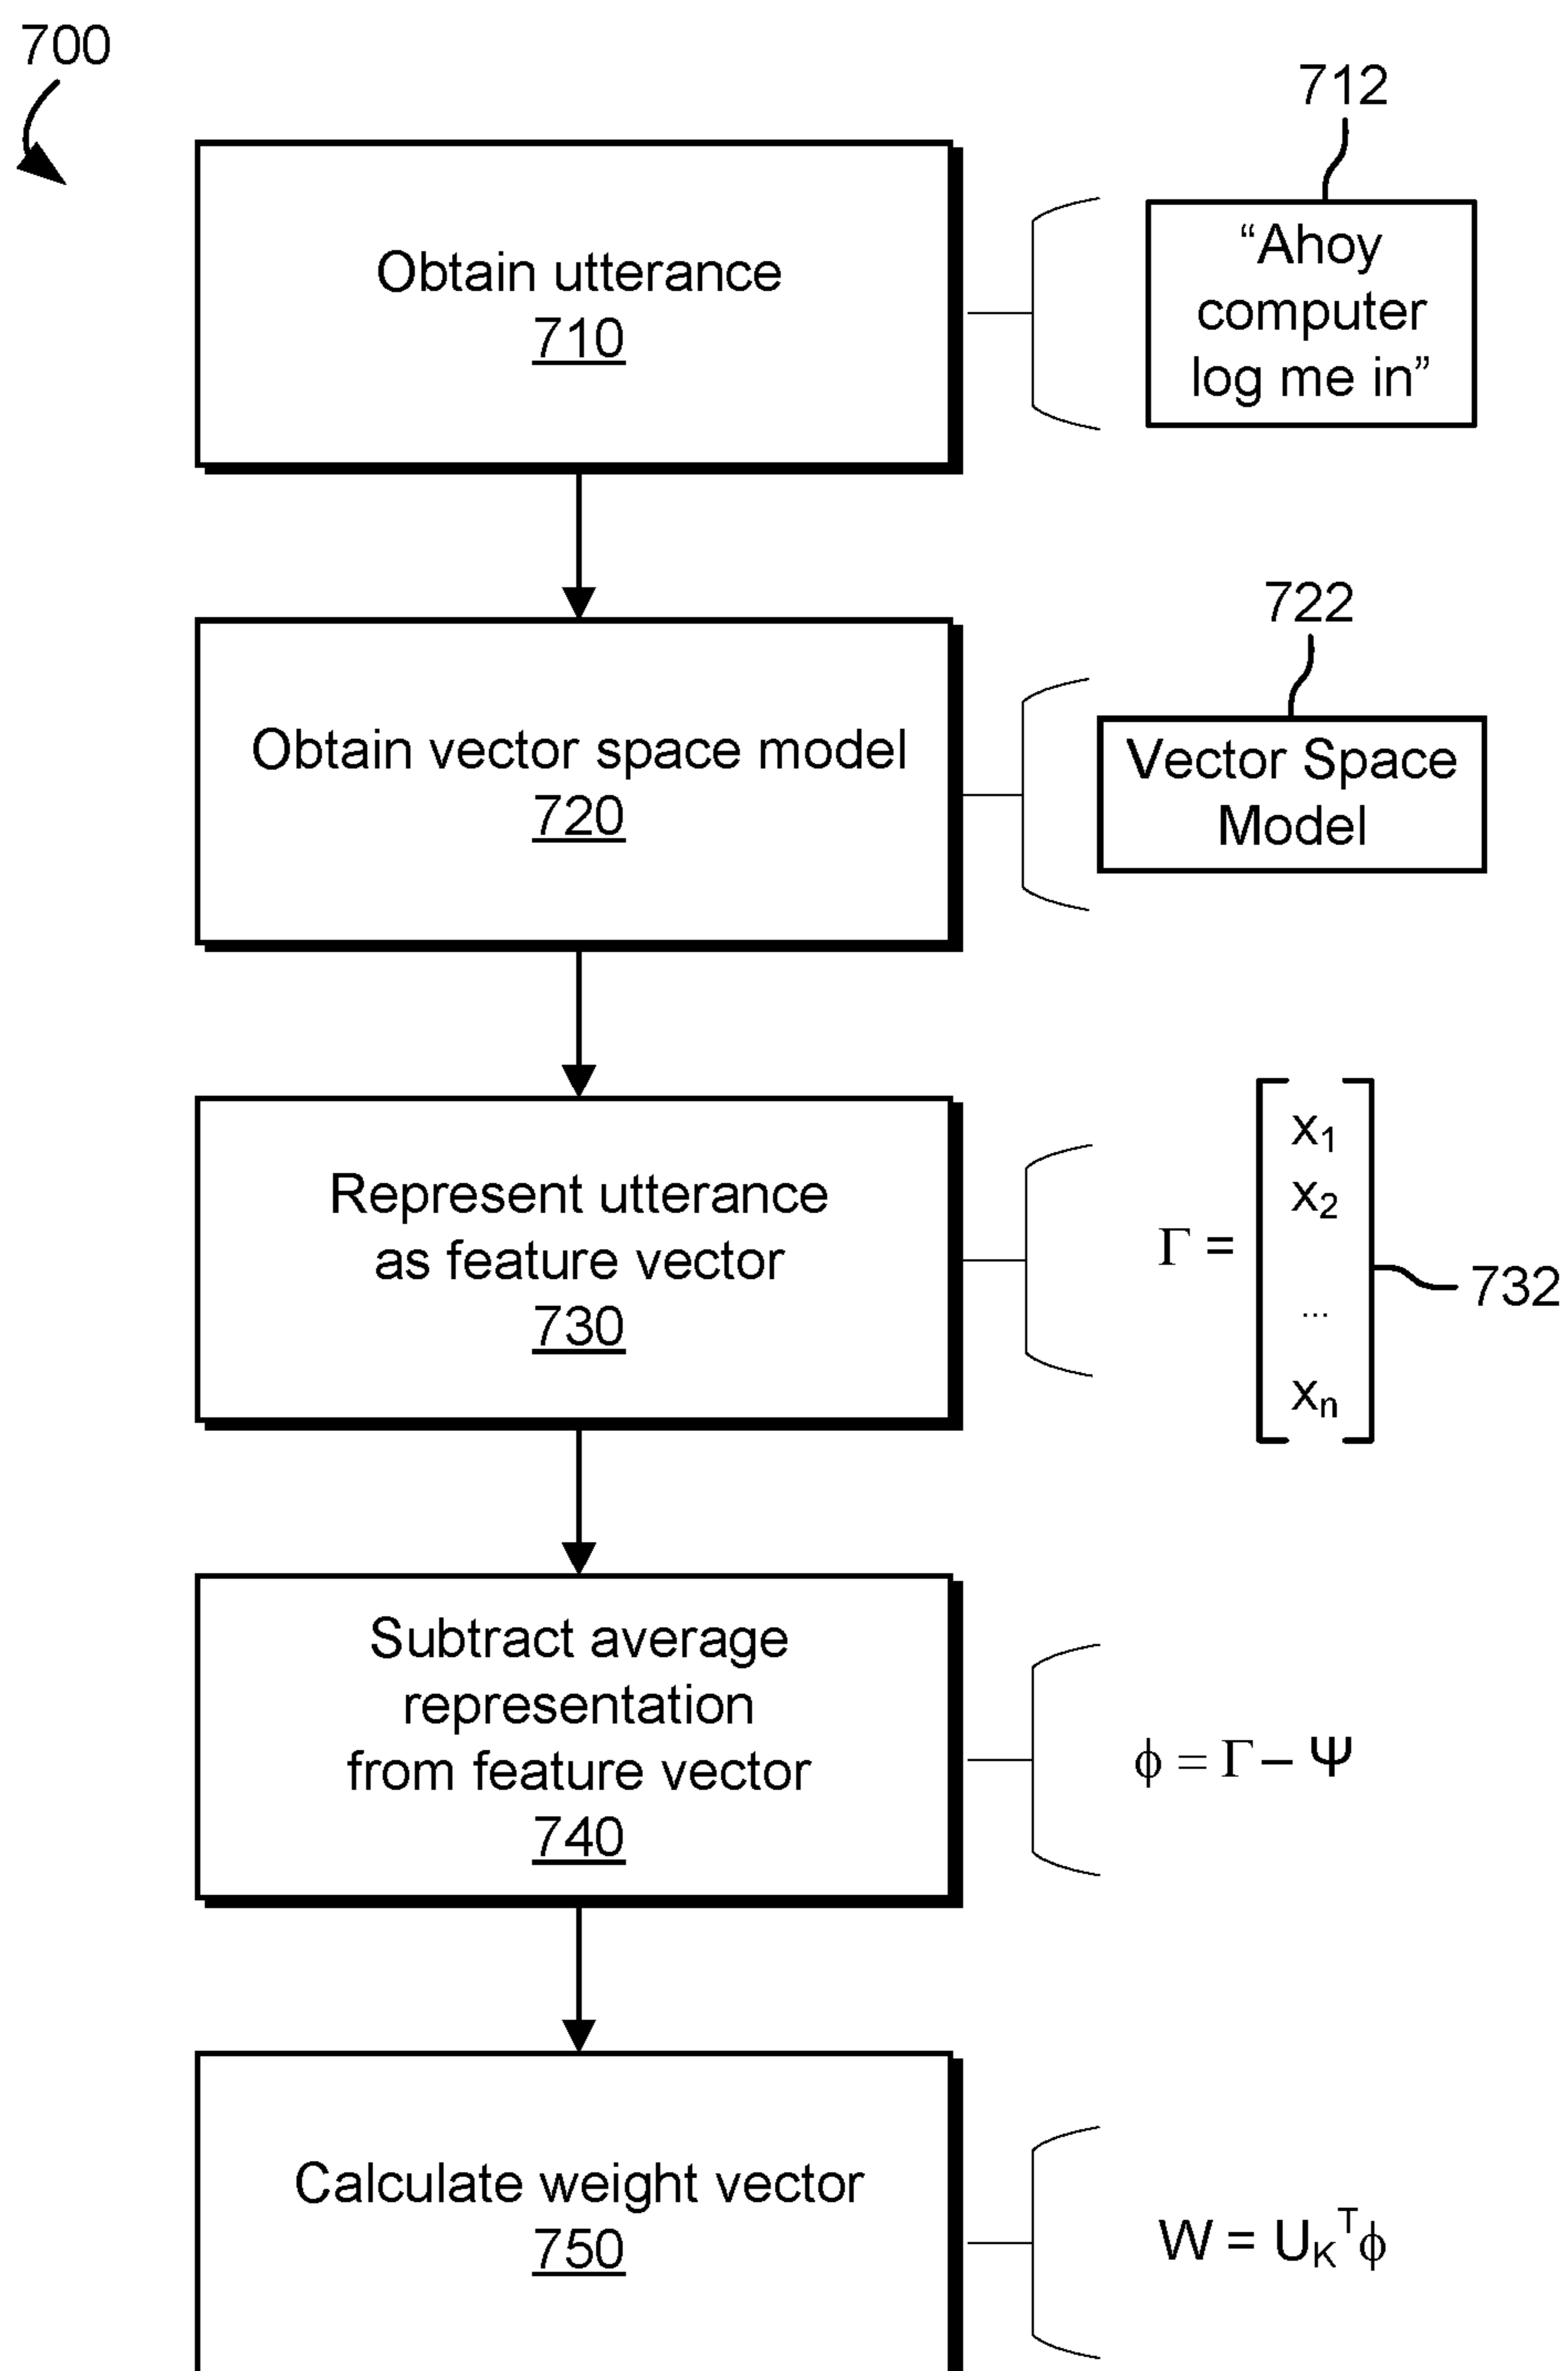 700
712
Obtain utterance
710
“Ahoy
computer
log me in”
722
Obtain vector space model
720
Vector Space
Model
Represent utterance
as feature vector
730
Γ =
x₁
x₂
...
xₙ
732
Subtract average
representation
from feature vector
740
ϕ = Γ – Ψ
Calculate weight vector
750
W = U_K^T ϕ